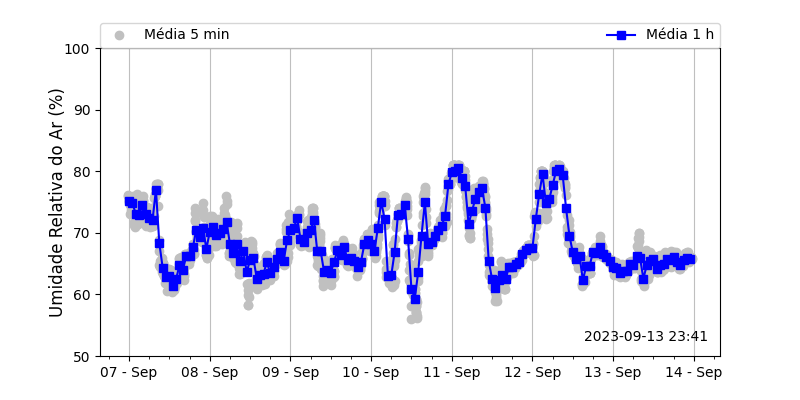 Média 5 min
Média 1 h
Umidade Relativa do Ar (%)
100
90
80
70
60
50
2023-09-13 23:41
07 - Sep
08 - Sep
09 - Sep
10 - Sep
11 - Sep
12 - Sep
13 - Sep
14 - Sep